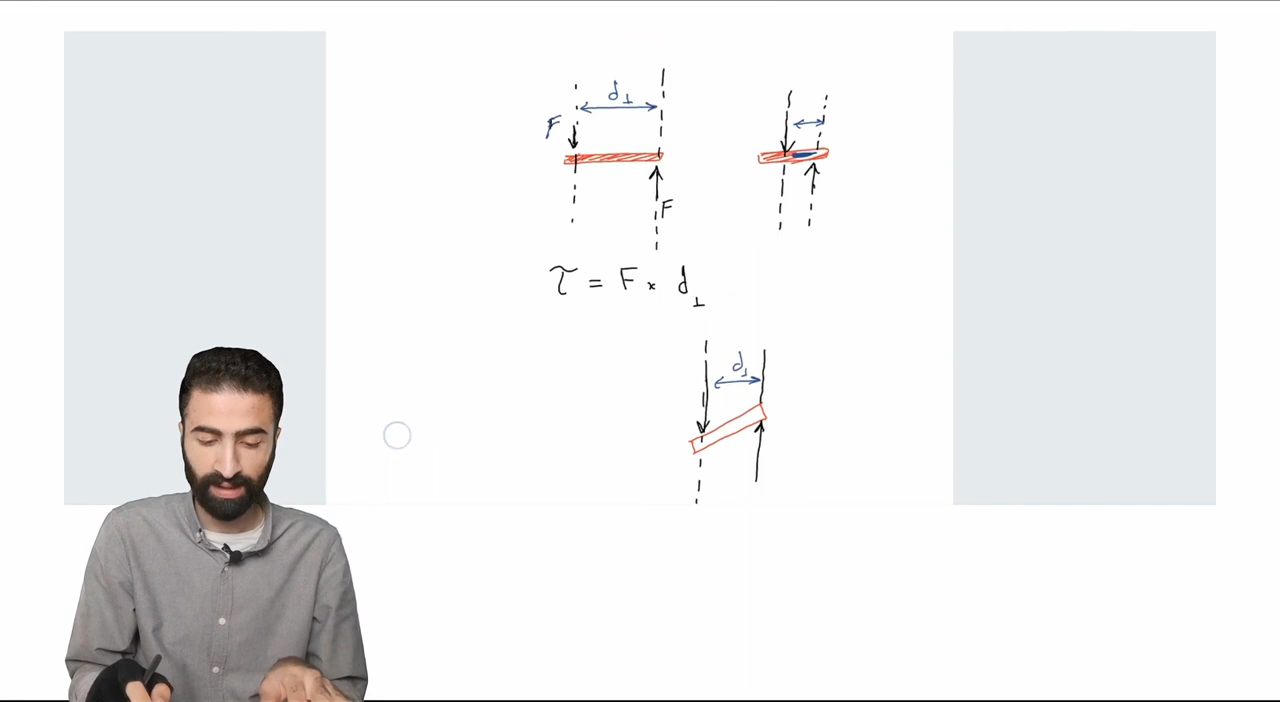 d⊥
F
F
τ = F × d⊥
d⊥